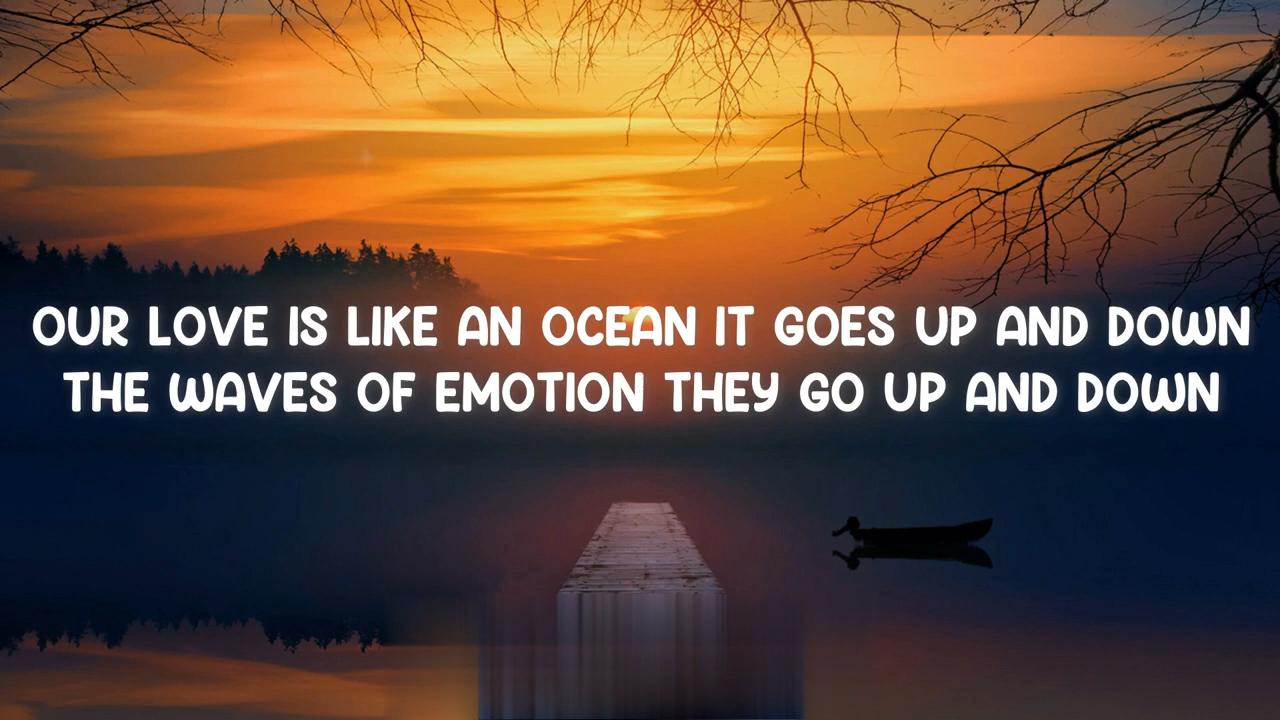 OUR LOVE IS LIKE AN OCEAN IT GOES UP AND DOWN
THE WAVES OF EMOTION THEY GO UP AND DOWN